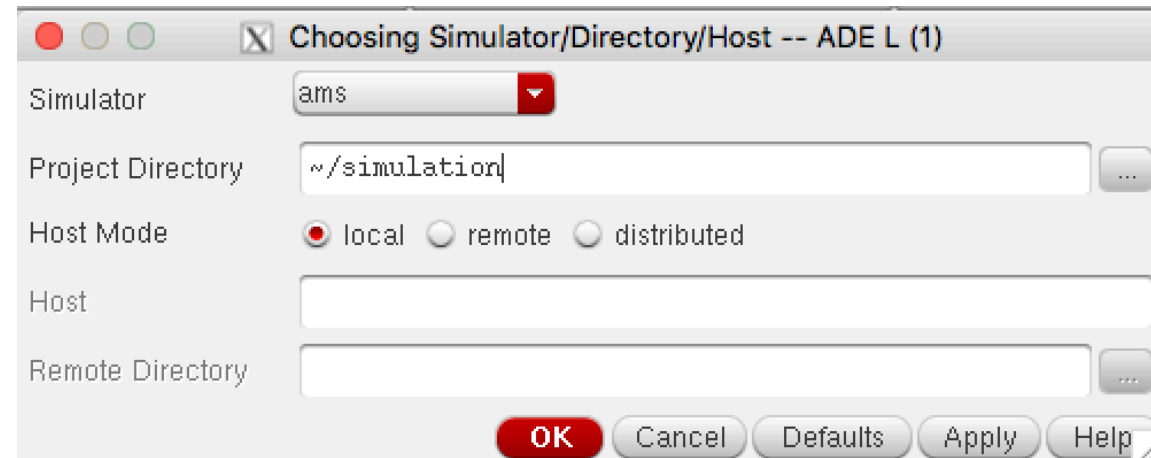 X Choosing Simulator/Directory/Host -- ADE L (1)
Simulator ams
Project Directory ~/simulation ...
Host Mode local remote distributed
Host
Remote Directory ...
OK Cancel Defaults Apply Help